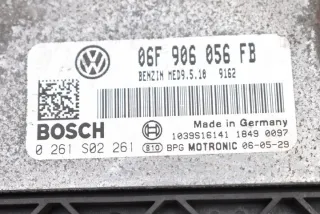 06F 906 056 FB
BENZIN MED9.5.10 9162
BOSCH
Made in Germany
1039S16141 1849 0097
0 261 S02 261
B10 BPG MOTRONIC 06-05-29